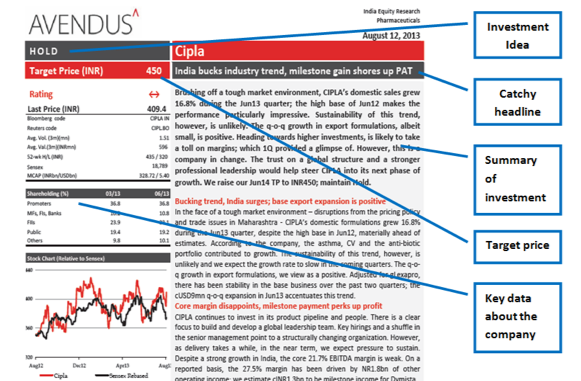 AVENDUS
India Equity Research
Pharmaceuticals
August 12, 2013
HOLD
Cipla
Target Price (INR) 450
India bucks industry trend, milestone gain shores up PAT
Rating
Last Price (INR) 409.4
Bloomberg code CIPLA IN
Reuters code CIPL.BO
Avg. Vol. (3m)(mn) 1.51
Avg. Val.(3m)(INRmn) 596
52-wk H/L (INR) 435 / 320
Sensex 18,789
MCAP (INRbn/USDbn) 328.72 / 5.40
Shareholding (%) 03/13 06/13
Promoters 36.8 36.8
MFs, FIs, Banks 10.8
FIIs 23.9
Public 19.4 19.2
Others 9.8 10.1
Stock Chart (Relative to Sensex)
440
360
320
Aug12 Dec12 Apr13 Aug13
Cipla Sensex Rebased
Brushing off a tough market environment, CIPLA's domestic sales grew
16.8% during the Jun13 quarter; the high base of Jun12 makes the
performance particularly impressive. Sustainability of this trend,
however, is unlikely. The q-o-q growth in export formulations, albeit
small, is positive. Heading towards higher investments, is likely to take
a toll on margins; which 1Q provided a glimpse of. However, this is a
company in change. The trust on a global structure and a stronger
professional leadership would help steer CIPLA into its next phase of
growth. We raise our Jun14 TP to INR450; maintain Hold.
Bucking trend, India surges; base export expansion is positive
In the face of a tough market environment – disruptions from the pricing policy
and trade issues in Maharashtra - CIPLA's domestic formulations grew 16.8%
during the Jun13 quarter, despite the high base in Jun12, materially ahead of
estimates. According to the company, the asthma, CV and the anti-biotic
portfolio contributed to growth. The sustainability of this trend, however, is
unlikely and we expect the growth rate to slow in the coming quarters. The q-o-
q growth in export formulations, we view as a positive. Adjusted for gLexapro,
there has been stability in the base business over the past two quarters; the
cUSD9mn q-o-q expansion in Jun13 accentuates this trend.
Core margin disappoints, milestone payment perks up profit
CIPLA continues to invest in its product pipeline and people. There is a clear
focus to build and develop a global leadership team. Key hirings and a shuffle in
the senior management point to a structurally changing organization. However,
as delivery takes a while, in the near term, we expect pressure to sustain.
Despite a strong growth in India, the core 21.7% EBITDA margin is weak. On a
reported basis, the 27.5% margin has been driven by NR1.8bn of other
operating income; we estimate cINR1.3bn to be milestone income for Dymista
Investment
Idea
Catchy
headline
Summary
of
investment
Target price
Key data
about the
company